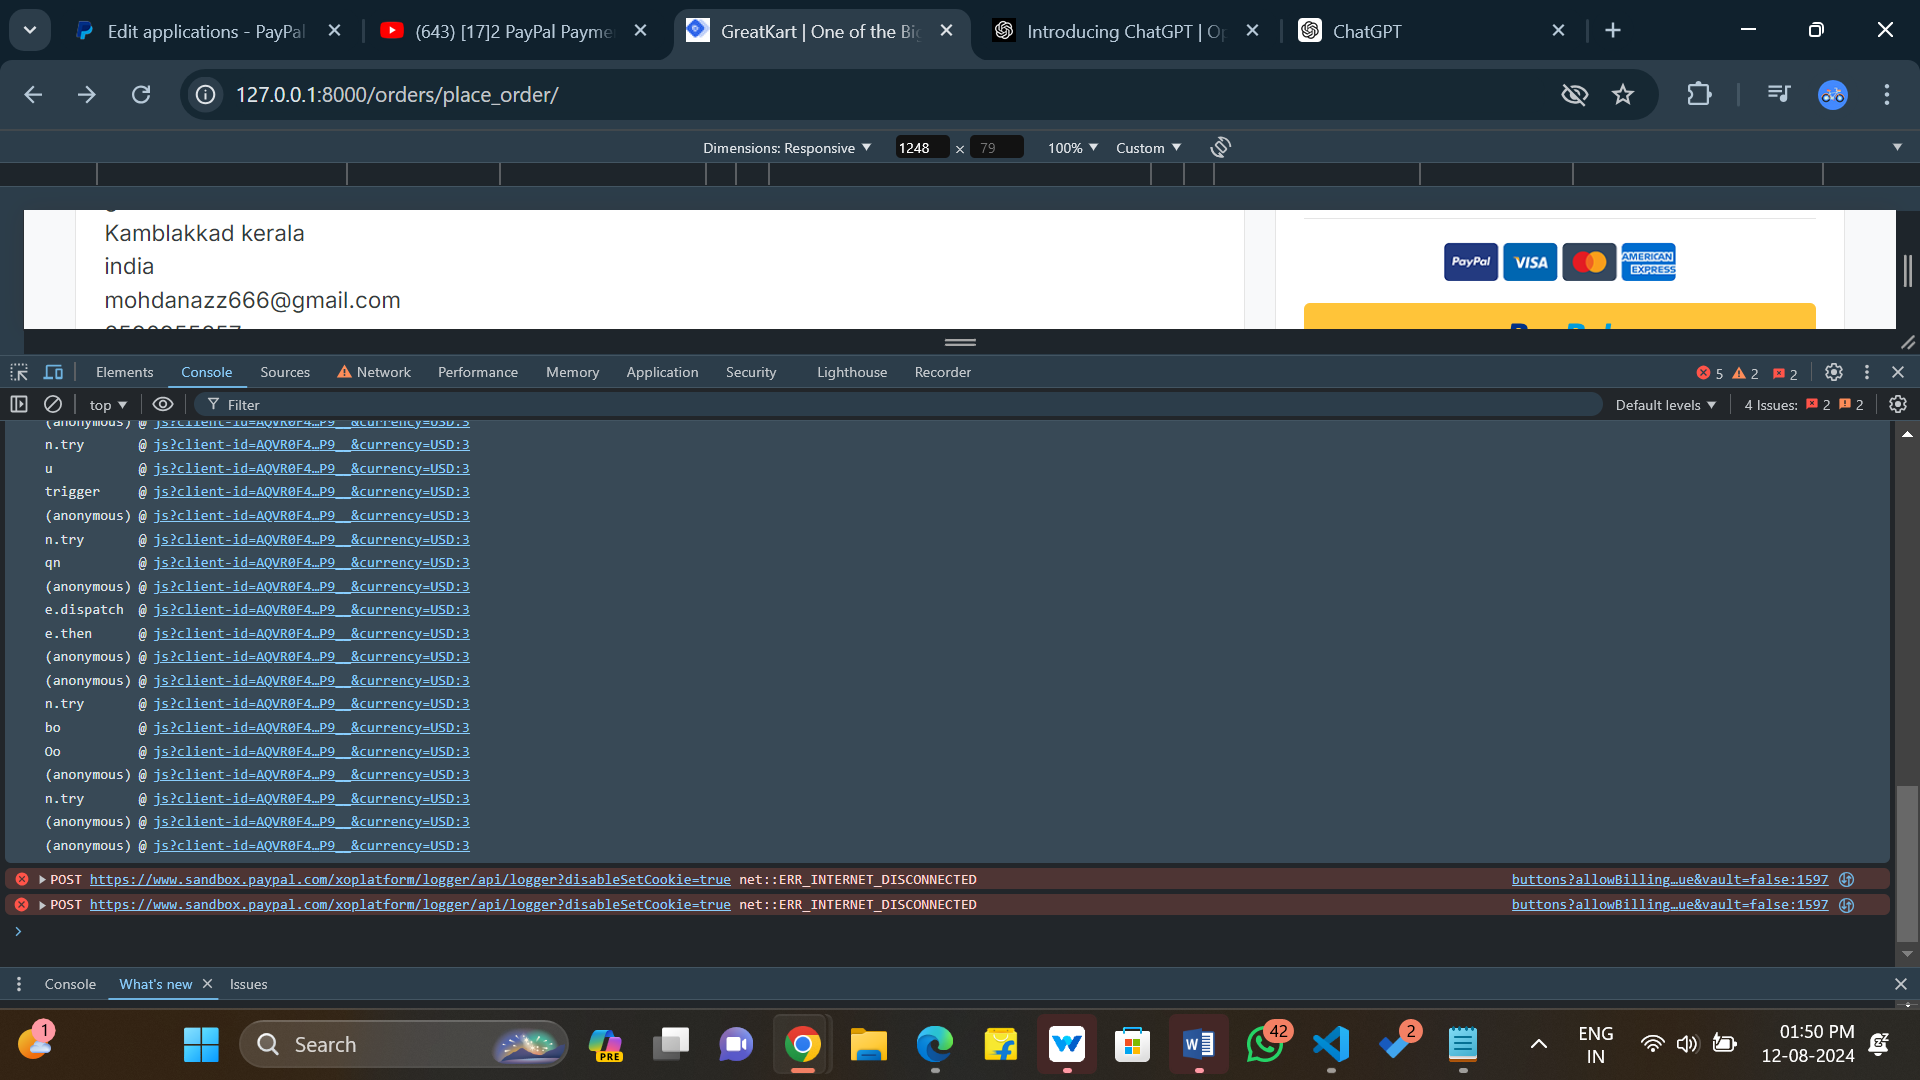 Edit applications - PayPal
(643) [17]2 PayPal Payme
GreatKart | One of the Big
Introducing ChatGPT | Op
ChatGPT
127.0.0.1:8000/orders/place_order/
Dimensions: Responsive
1248 × 79
100%
Custom
Kamblakkad kerala
india
mohdanazz666@gmail.com
PayPal VISA AMERICAN EXPRESS
Elements Console Sources Network Performance Memory Application Security Lighthouse Recorder
5 2 2
top Filter Default levels 4 Issues: 2 2
(anonymous) @ js?client-id=AQVR0F4…P9__&currency=USD:3
n.try @ js?client-id=AQVR0F4…P9__&currency=USD:3
u @ js?client-id=AQVR0F4…P9__&currency=USD:3
trigger @ js?client-id=AQVR0F4…P9__&currency=USD:3
(anonymous) @ js?client-id=AQVR0F4…P9__&currency=USD:3
n.try @ js?client-id=AQVR0F4…P9__&currency=USD:3
qn @ js?client-id=AQVR0F4…P9__&currency=USD:3
(anonymous) @ js?client-id=AQVR0F4…P9__&currency=USD:3
e.dispatch @ js?client-id=AQVR0F4…P9__&currency=USD:3
e.then @ js?client-id=AQVR0F4…P9__&currency=USD:3
(anonymous) @ js?client-id=AQVR0F4…P9__&currency=USD:3
(anonymous) @ js?client-id=AQVR0F4…P9__&currency=USD:3
n.try @ js?client-id=AQVR0F4…P9__&currency=USD:3
bo @ js?client-id=AQVR0F4…P9__&currency=USD:3
Oo @ js?client-id=AQVR0F4…P9__&currency=USD:3
(anonymous) @ js?client-id=AQVR0F4…P9__&currency=USD:3
n.try @ js?client-id=AQVR0F4…P9__&currency=USD:3
(anonymous) @ js?client-id=AQVR0F4…P9__&currency=USD:3
(anonymous) @ js?client-id=AQVR0F4…P9__&currency=USD:3
POST https://www.sandbox.paypal.com/xoplatform/logger/api/logger?disableSetCookie=true net::ERR_INTERNET_DISCONNECTED buttons?allowBilling…ue&vault=false:1597
POST https://www.sandbox.paypal.com/xoplatform/logger/api/logger?disableSetCookie=true net::ERR_INTERNET_DISCONNECTED buttons?allowBilling…ue&vault=false:1597
Console What's new Issues
1
Search
PRE
42
2
ENG
IN
01:50 PM
12-08-2024